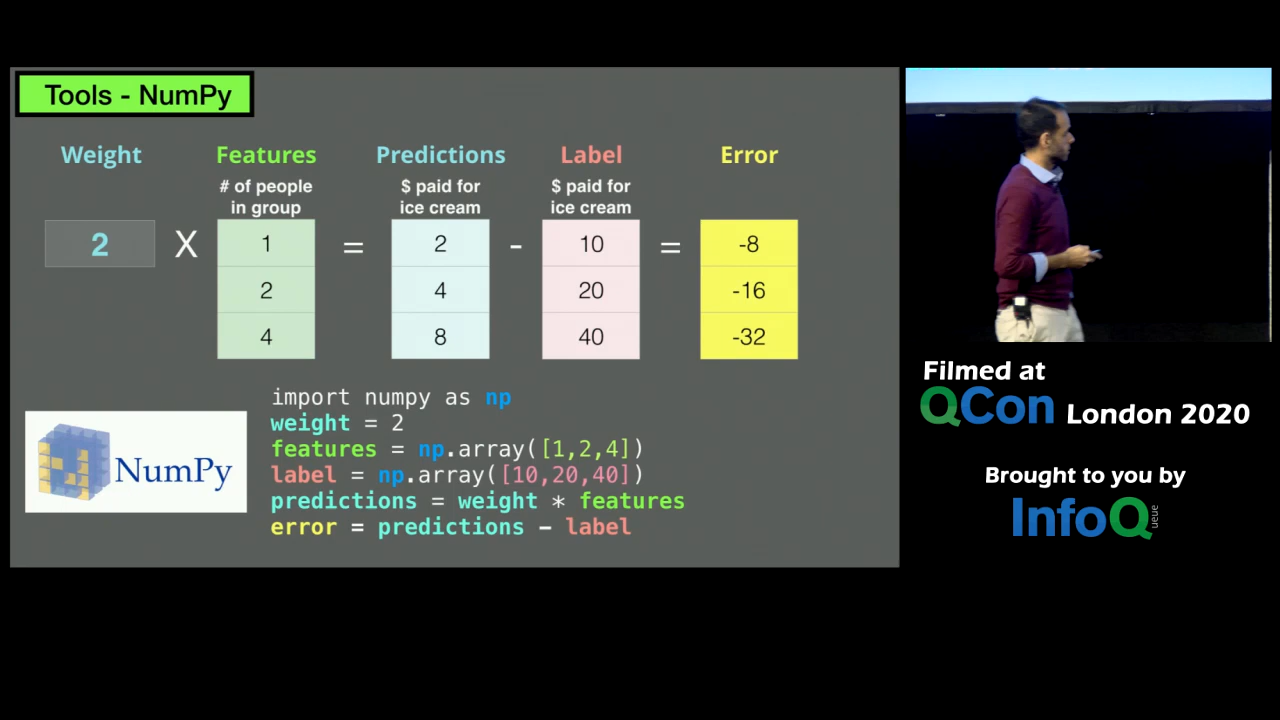 Tools - NumPy
Weight Features Predictions Label Error
# of people in group $ paid for ice cream $ paid for ice cream
2 X 1 = 2 - 10 = -8
2 4 20 -16
4 8 40 -32
NumPy
import numpy as np
weight = 2
features = np.array([1,2,4])
label = np.array([10,20,40])
predictions = weight * features
error = predictions - label
Filmed at
QCon London 2020
Brought to you by
InfoQueue